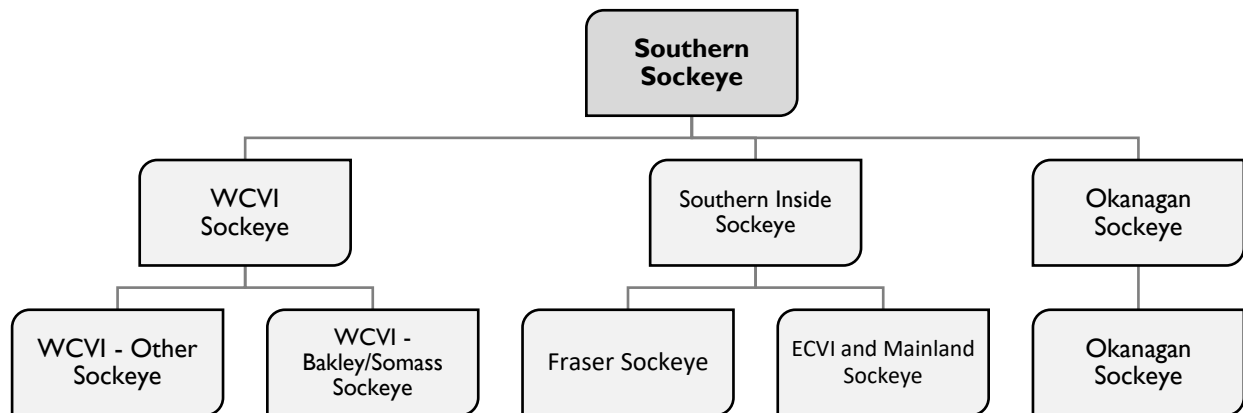 Southern
Sockeye
WCVI
Sockeye
Southern Inside
Sockeye
Okanagan
Sockeye
WCVI - Other
Sockeye
WCVI -
Bakley/Somass
Sockeye
Fraser Sockeye
ECVI and Mainland
Sockeye
Okanagan
Sockeye